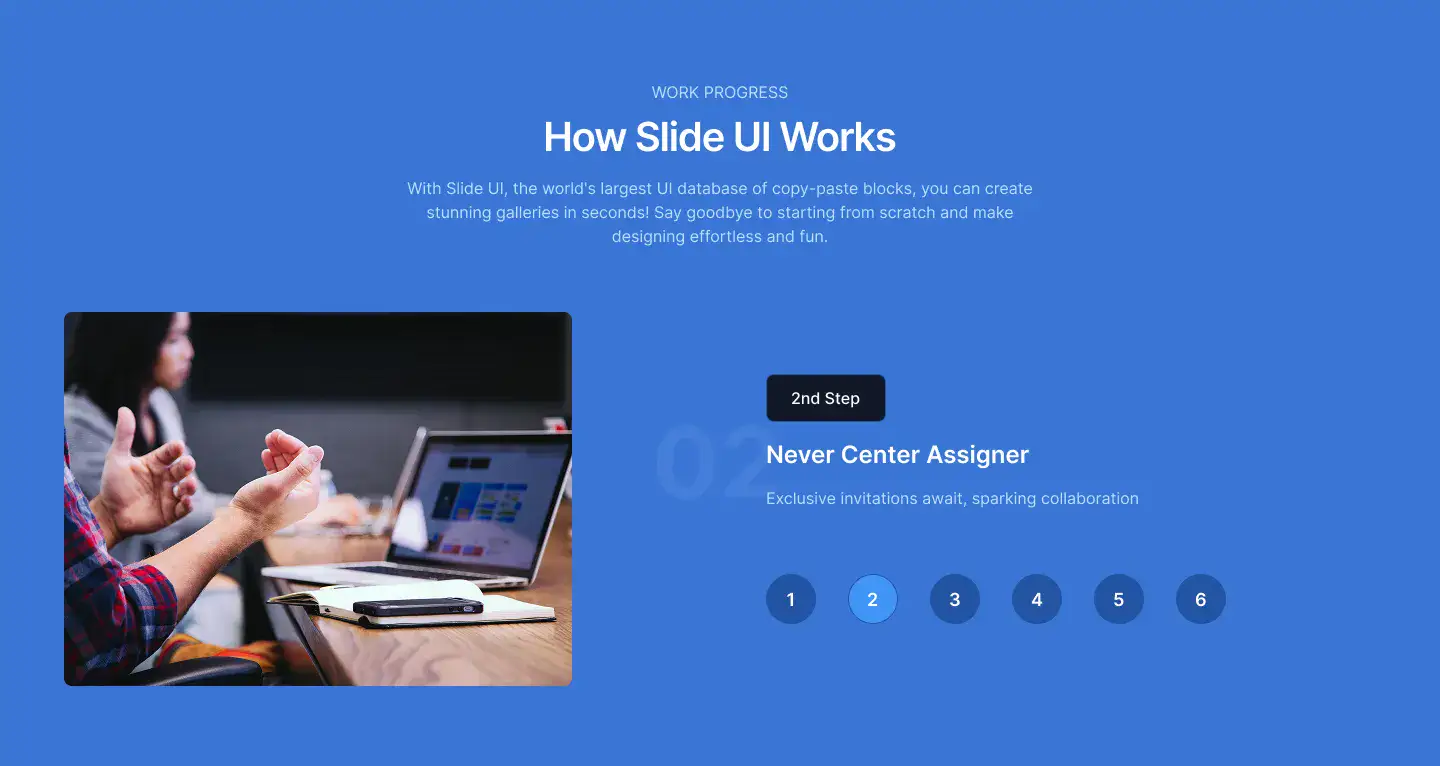 WORK PROGRESS
How Slide UI Works
With Slide UI, the world's largest UI database of copy-paste blocks, you can create
stunning galleries in seconds! Say goodbye to starting from scratch and make
designing effortless and fun.
2nd Step
02
Never Center Assigner
Exclusive invitations await, sparking collaboration
1 2 3 4 5 6